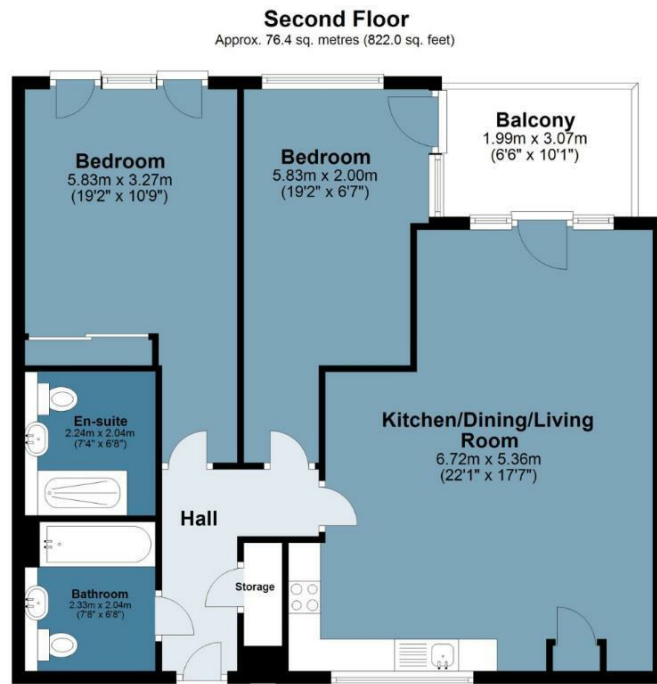 Second Floor
Approx. 76.4 sq. metres (822.0 sq. feet)
Bedroom
5.83m x 3.27m
(19'2" x 10'9")
Bedroom
5.83m x 2.00m
(19'2" x 6'7")
Balcony
1.99m x 3.07m
(6'6" x 10'1")
En-suite
2.24m x 2.04m
(7'4" x 6'8")
Kitchen/Dining/Living
Room
6.72m x 5.36m
(22'1" x 17'7")
Hall
Storage
Bathroom
2.33m x 2.04m
(7'8" x 6'8")